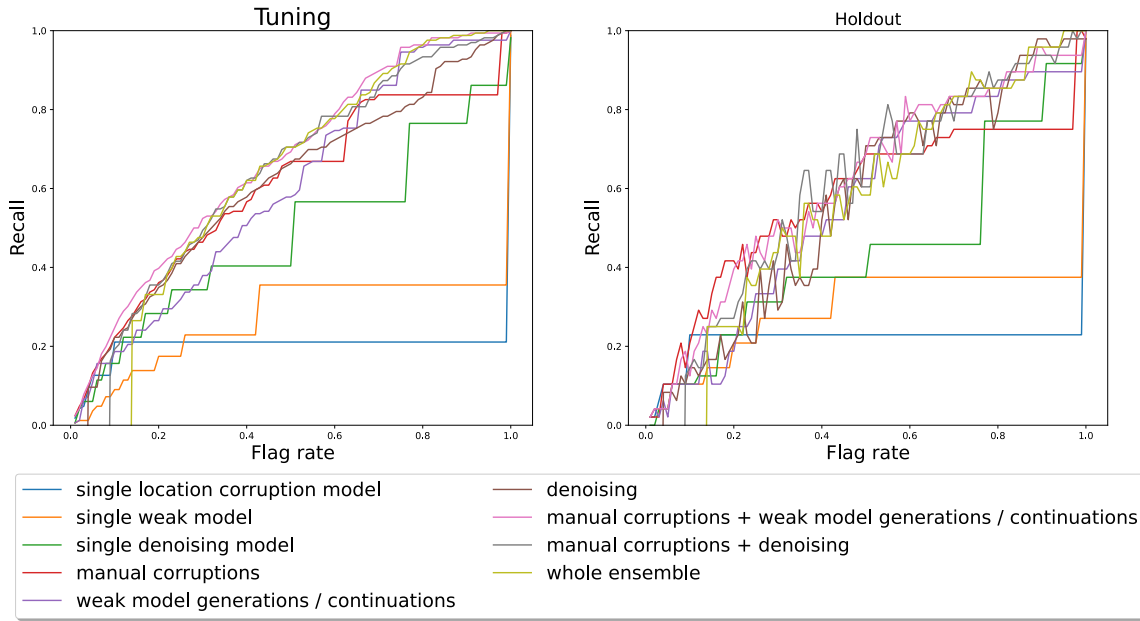 Tuning
1.0
0.8
0.6
0.4
0.2
0.0
Recall
0.0 0.2 0.4 0.6 0.8 1.0
Flag rate
Holdout
1.0
0.8
0.6
0.4
0.2
0.0
Recall
0.0 0.2 0.4 0.6 0.8 1.0
Flag rate
single location corruption model
single weak model
single denoising model
manual corruptions
weak model generations / continuations
denoising
manual corruptions + weak model generations / continuations
manual corruptions + denoising
whole ensemble